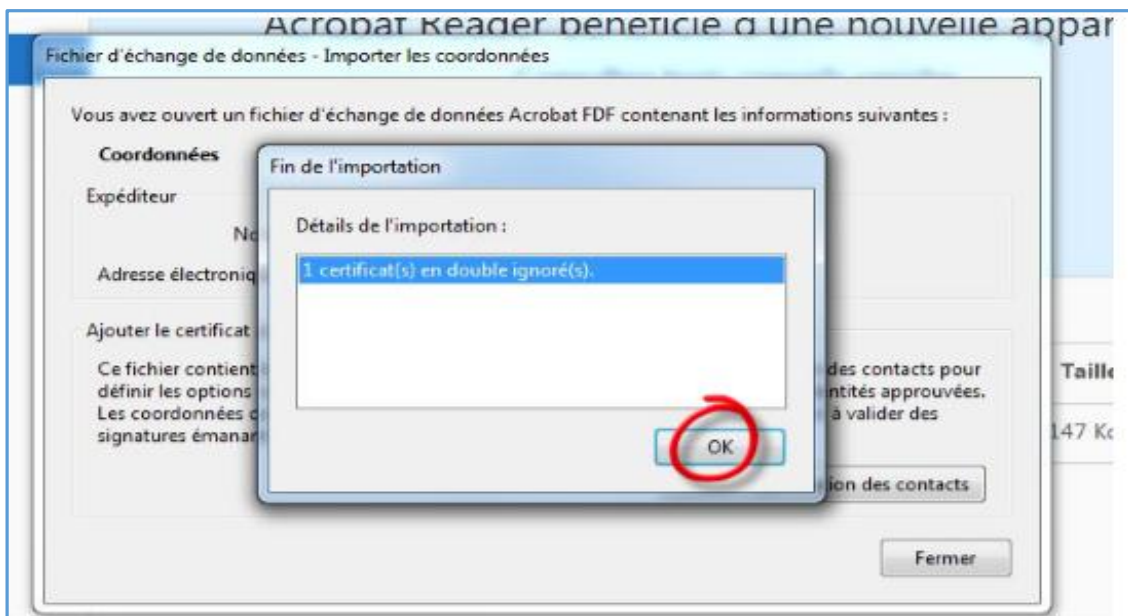 Acrobat Reader bénéficie d'une nouvelle appar
Fichier d'échange de données - Importer les coordonnées
Vous avez ouvert un fichier d'échange de données Acrobat FDF contenant les informations suivantes :
Coordonnées
Fin de l'importation
Expéditeur
Détails de l'importation :
No
Adresse électroniq
1 certificat(s) en double ignoré(s).
Ajouter le certificat
Ce fichier contient des contacts pour
définir les options ntités approuvées.
Les coordonnées d à valider des
signatures émanan
Taille
147 Ko
OK
ion des contacts
Fermer